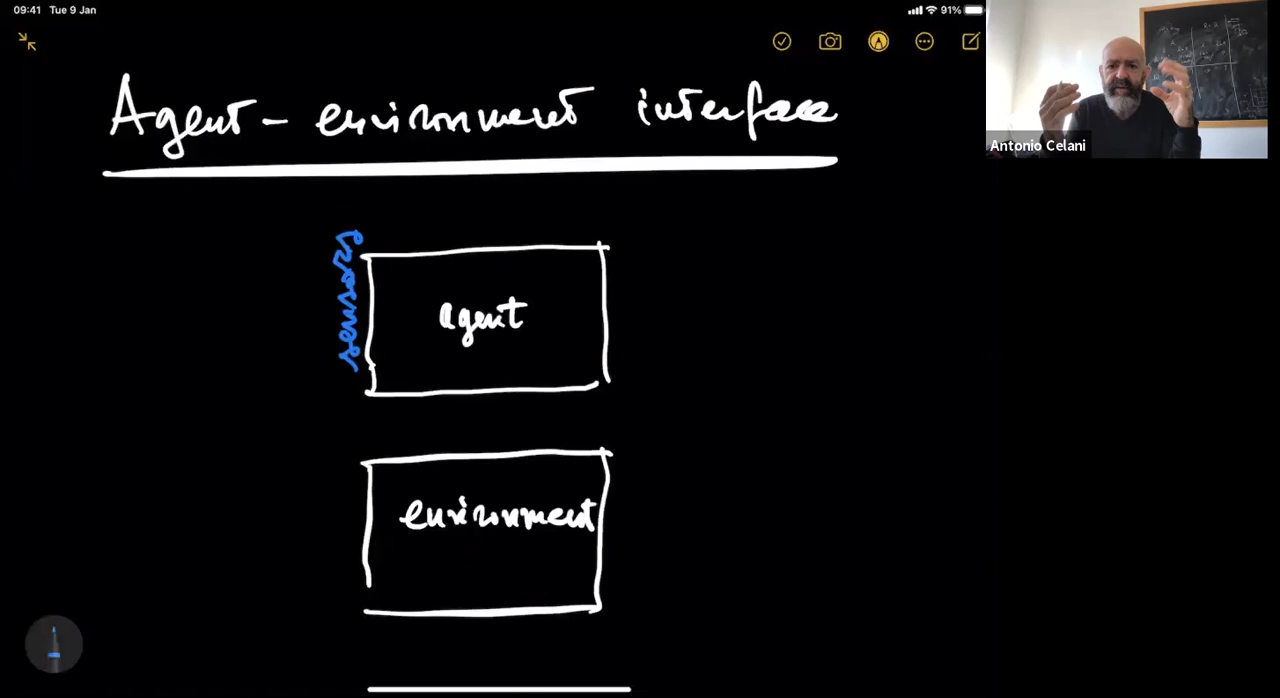 09:41 Tue 9 Jan
91%
Agent - environment interface
Antonio Celani
sensors
agent
environment